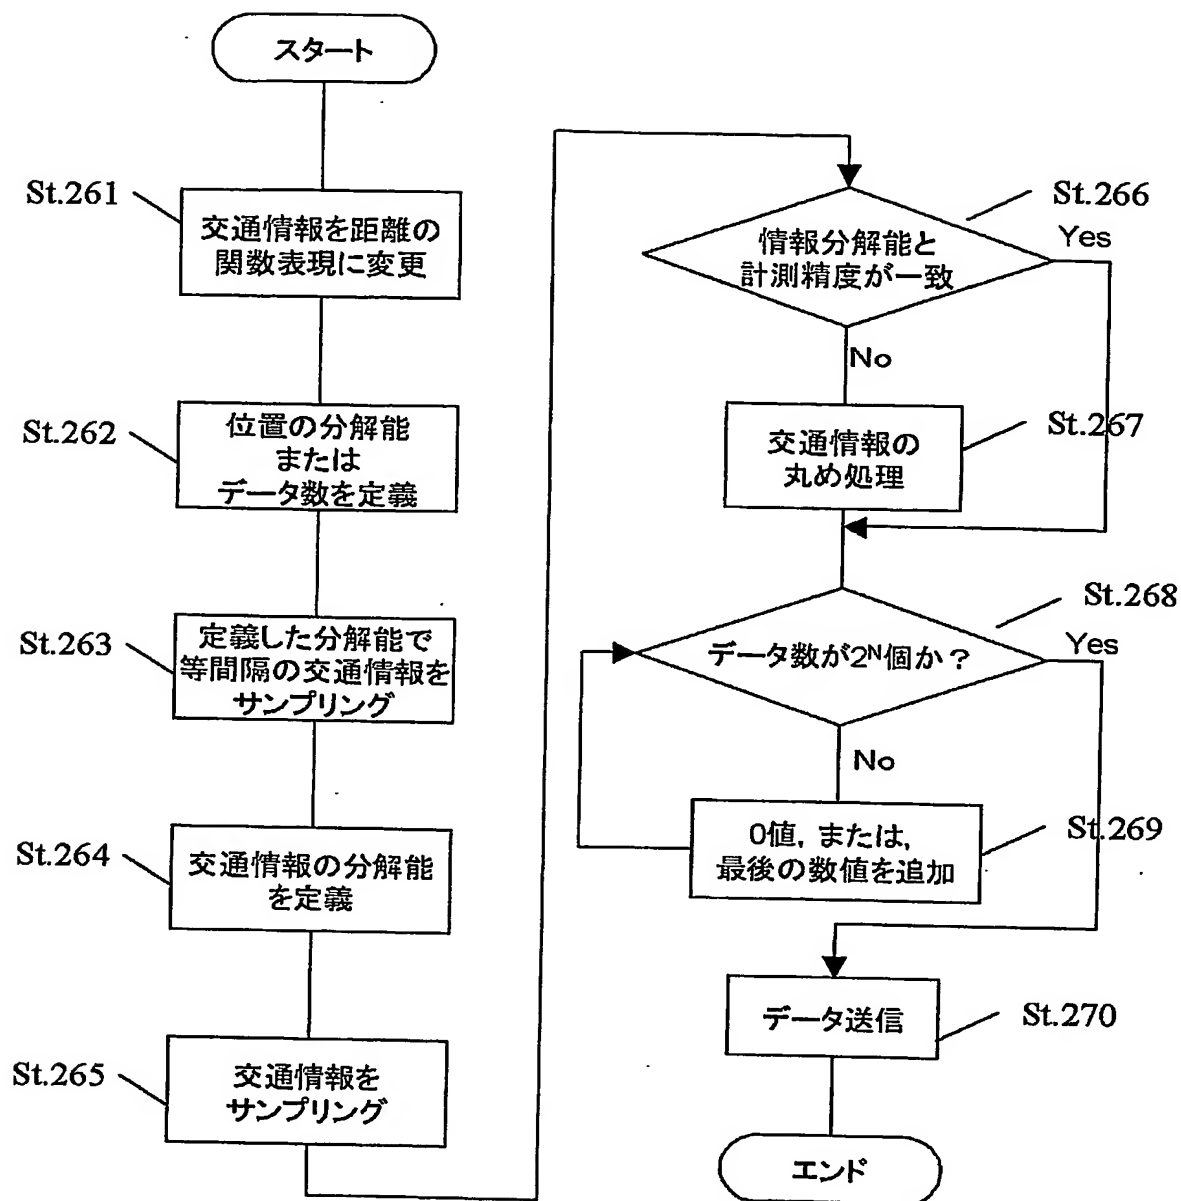 スタート
St.261
交通情報を距離の
関数表現に変更
St.262
位置の分解能
または
データ数を定義
St.263
定義した分解能で
等間隔の交通情報を
サンプリング
St.264
交通情報の分解能
を定義
St.265
交通情報を
サンプリング
St.266
情報分解能と
計測精度が一致
Yes
No
St.267
交通情報の
丸め処理
St.268
データ数が2ᴺ個か？
Yes
No
St.269
0値，または，
最後の数値を追加
データ送信
St.270
エンド